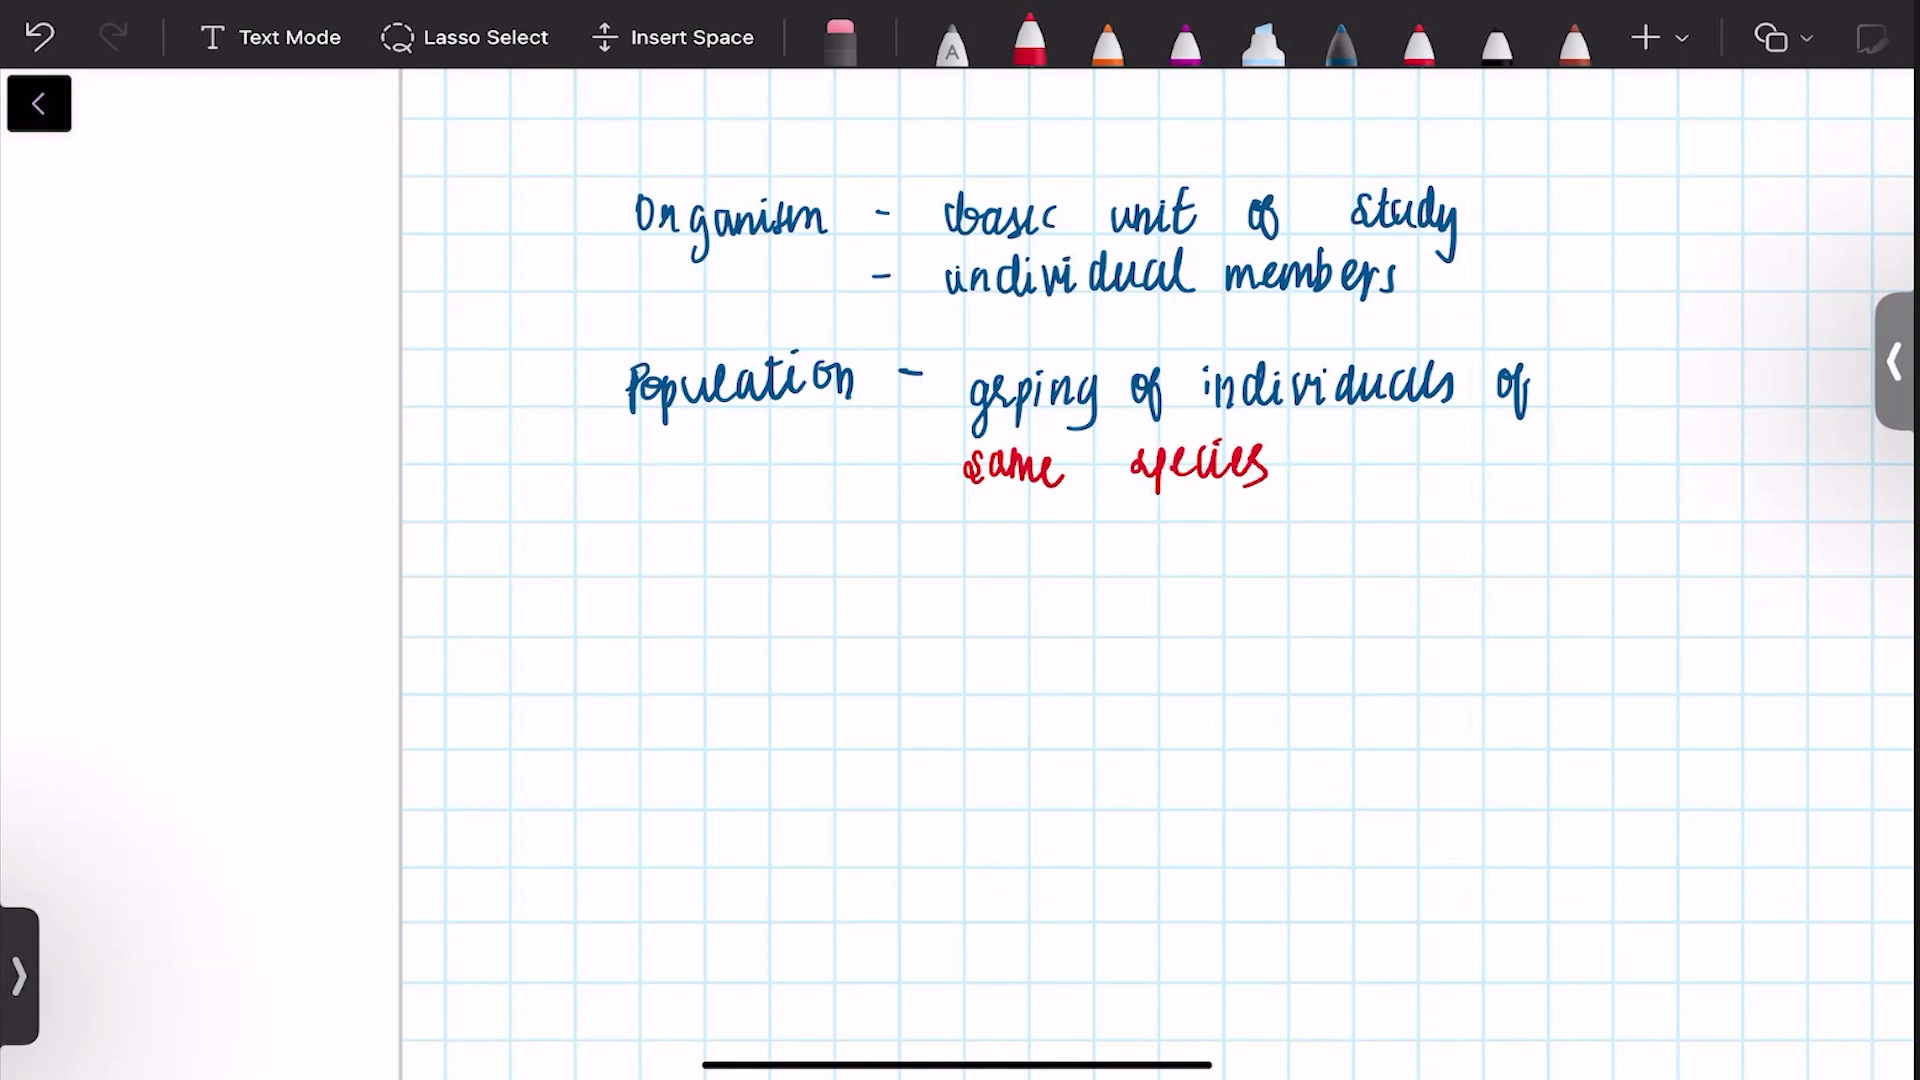 Text Mode Lasso Select Insert Space A
Organism - basic unit of study
- individual members
Population - grping of individuals of
same species